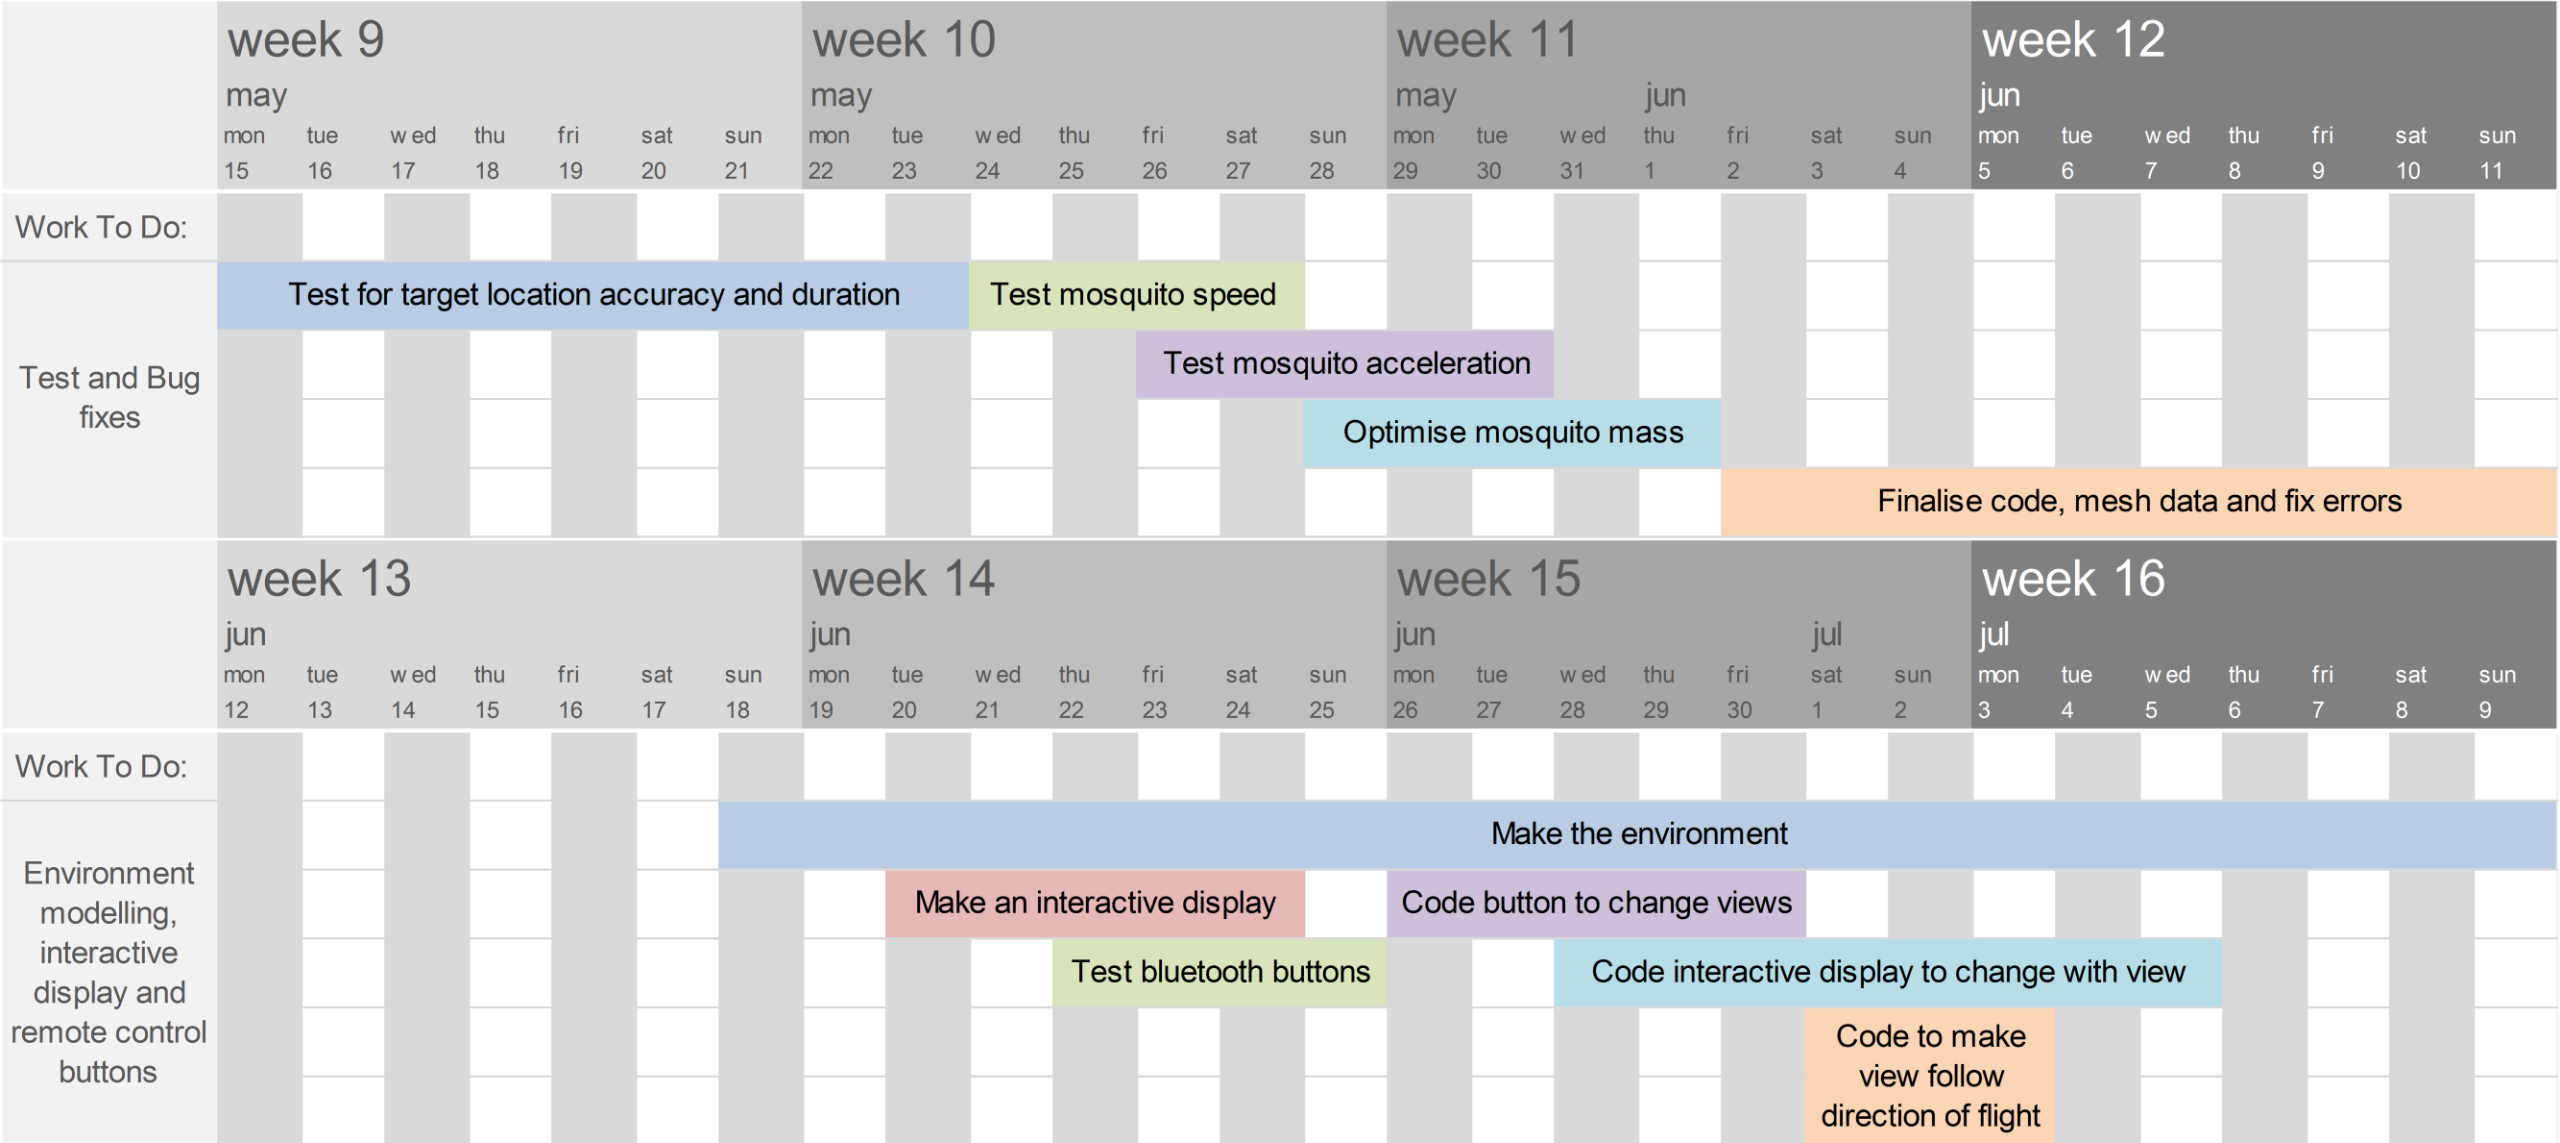 week 9 week 10 week 11 week 12
may may may jun jun
mon tue wed thu fri sat sun mon tue wed thu fri sat sun mon tue wed thu fri sat sun mon tue wed thu fri sat sun
15 16 17 18 19 20 21 22 23 24 25 26 27 28 29 30 31 1 2 3 4 5 6 7 8 9 10 11
Work To Do:
Test for target location accuracy and duration Test mosquito speed
Test mosquito acceleration
Test and Bug
fixes
Optimise mosquito mass
Finalise code, mesh data and fix errors
week 13 week 14 week 15 week 16
jun jun jun jul jul
mon tue wed thu fri sat sun mon tue wed thu fri sat sun mon tue wed thu fri sat sun mon tue wed thu fri sat sun
12 13 14 15 16 17 18 19 20 21 22 23 24 25 26 27 28 29 30 1 2 3 4 5 6 7 8 9
Work To Do:
Make the environment
Environment
modelling,
interactive
display and
remote control
buttons
Make an interactive display Code button to change views
Test bluetooth buttons Code interactive display to change with view
Code to make
view follow
direction of flight